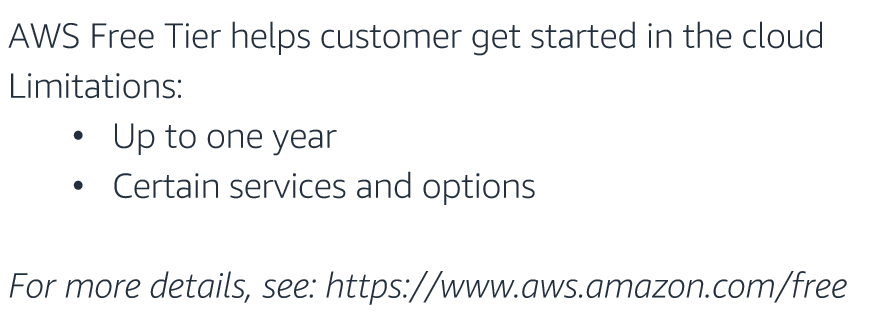 AWS Free Tier helps customer get started in the cloud
Limitations:
• Up to one year
• Certain services and options
For more details, see: https://www.aws.amazon.com/free